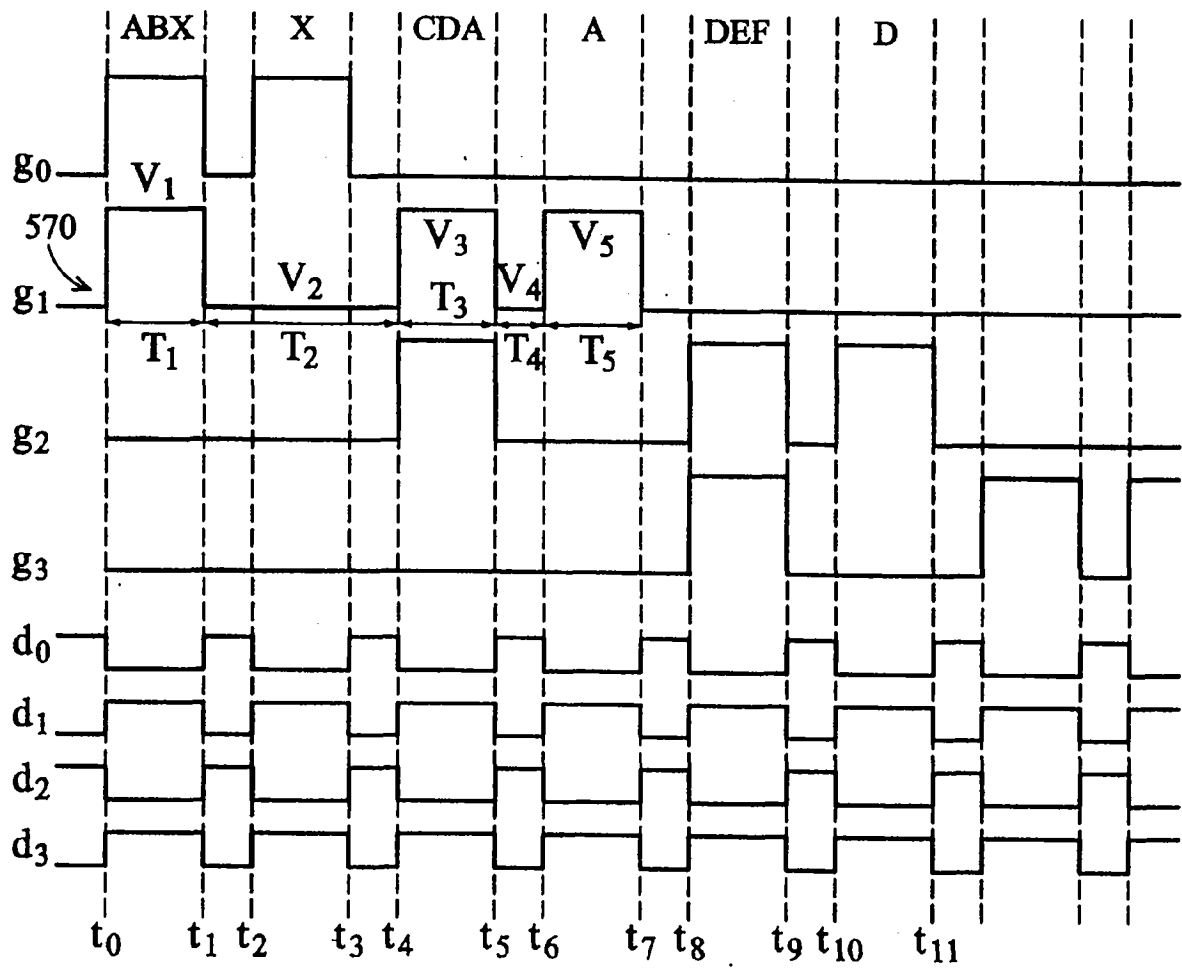 ABX X CDA A DEF D
g0
V1
570
V3 V5
V2 V4
g1 T3
T1 T2 T4 T5
g2
g3
d0
d1
d2
d3
t0 t1 t2 t3 t4 t5 t6 t7 t8 t9 t10 t11